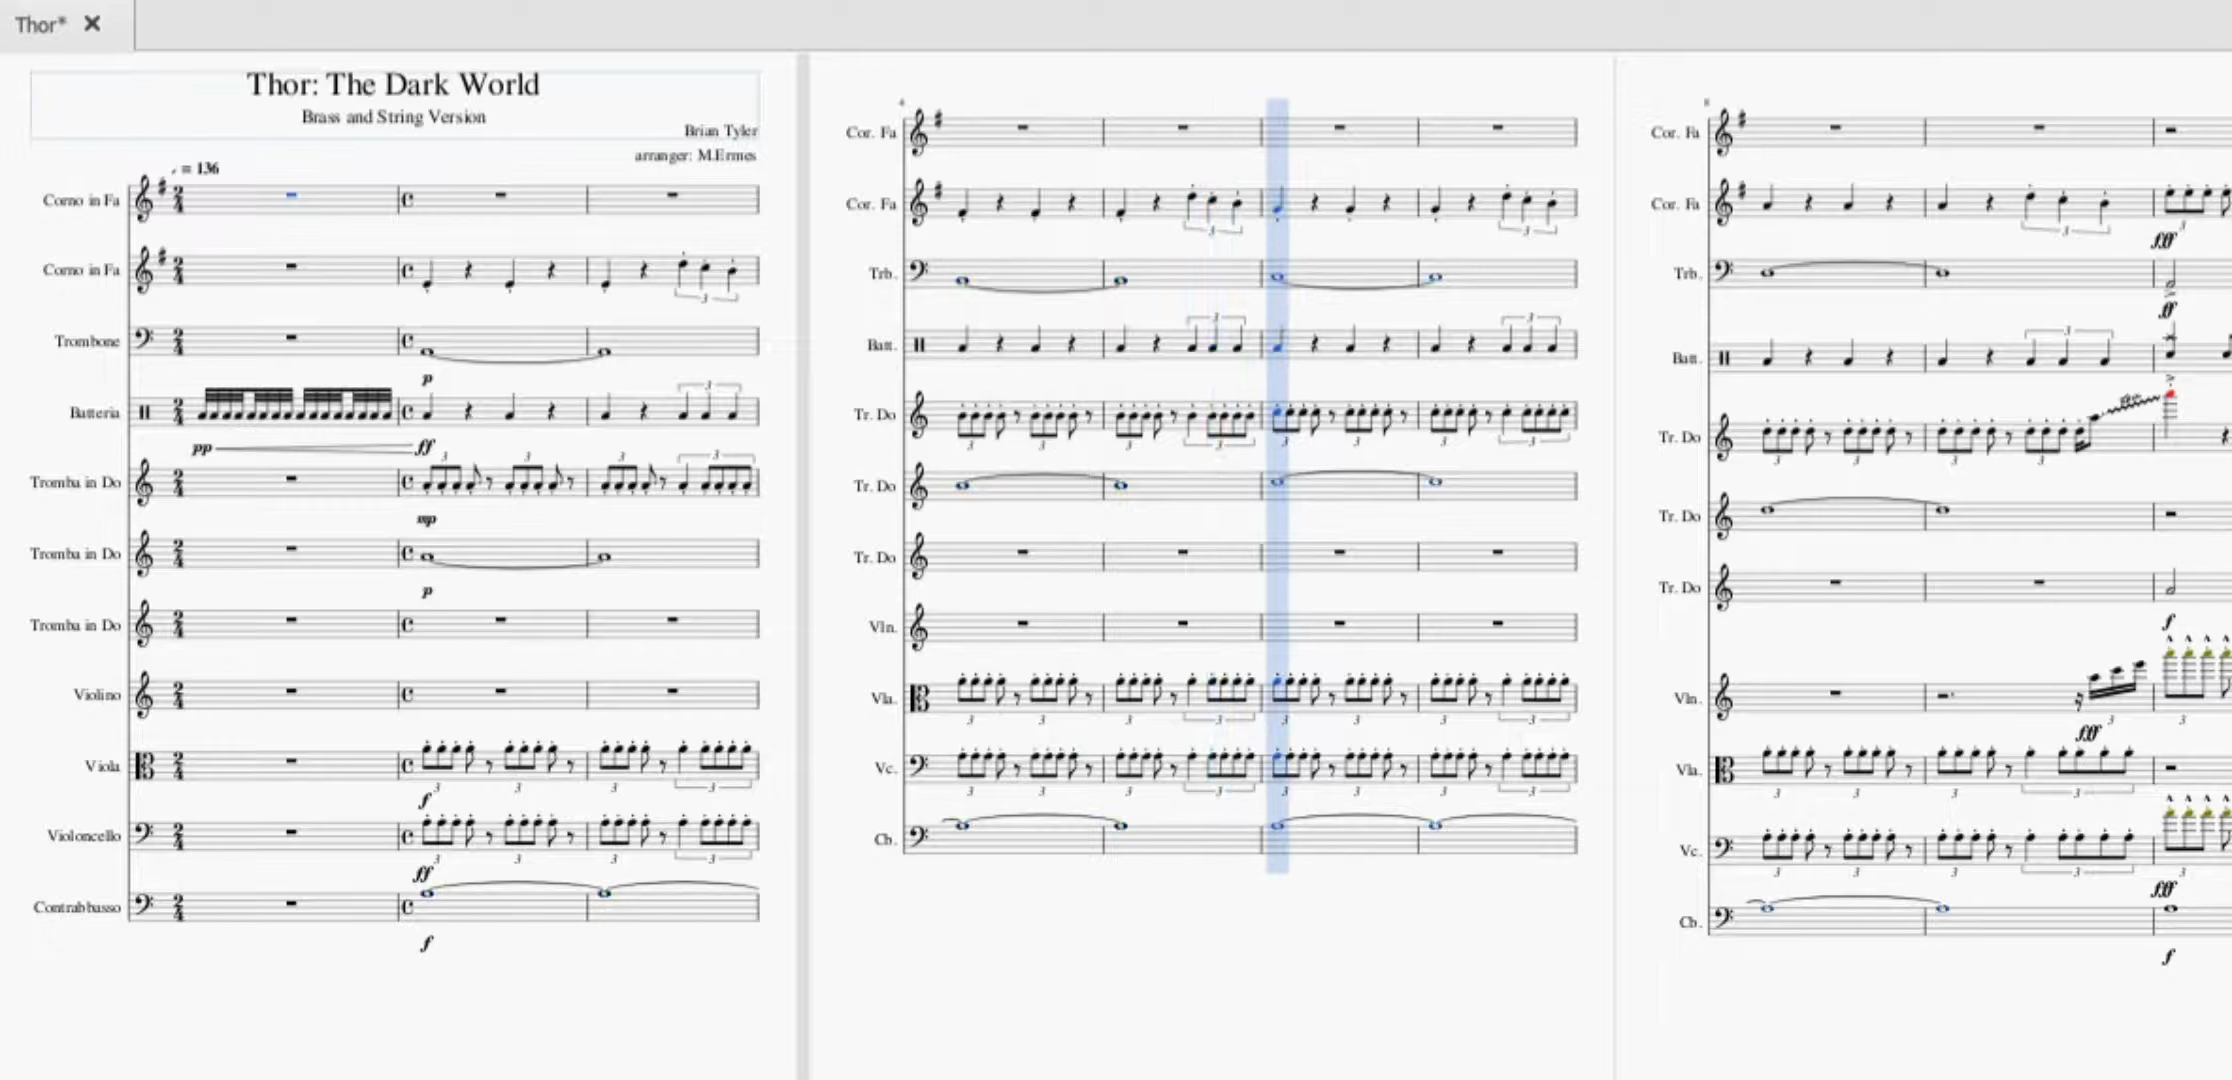 Thor*
Thor: The Dark World
Brass and String Version
Brian Tyler
arranger: M.Ermes
= 136
Corno in Fa
Corno in Fa
Trombone
p
Batteria
pp
ff
Tromba in Do
mp
Tromba in Do
p
Tromba in Do
Violino
Viola
f
Violoncello
ff
Contrabbasso
f
4
Cor. Fa
Cor. Fa
Trb.
Batt.
Tr. Do
Tr. Do
Tr. Do
Vln.
Vla.
Vc.
Cb.
8
Cor. Fa
Cor. Fa
fff
Trb.
ff
Batt.
Tr. Do
Tr. Do
Tr. Do
f
Vln.
fff
Vla.
Vc.
fff
Cb.
f